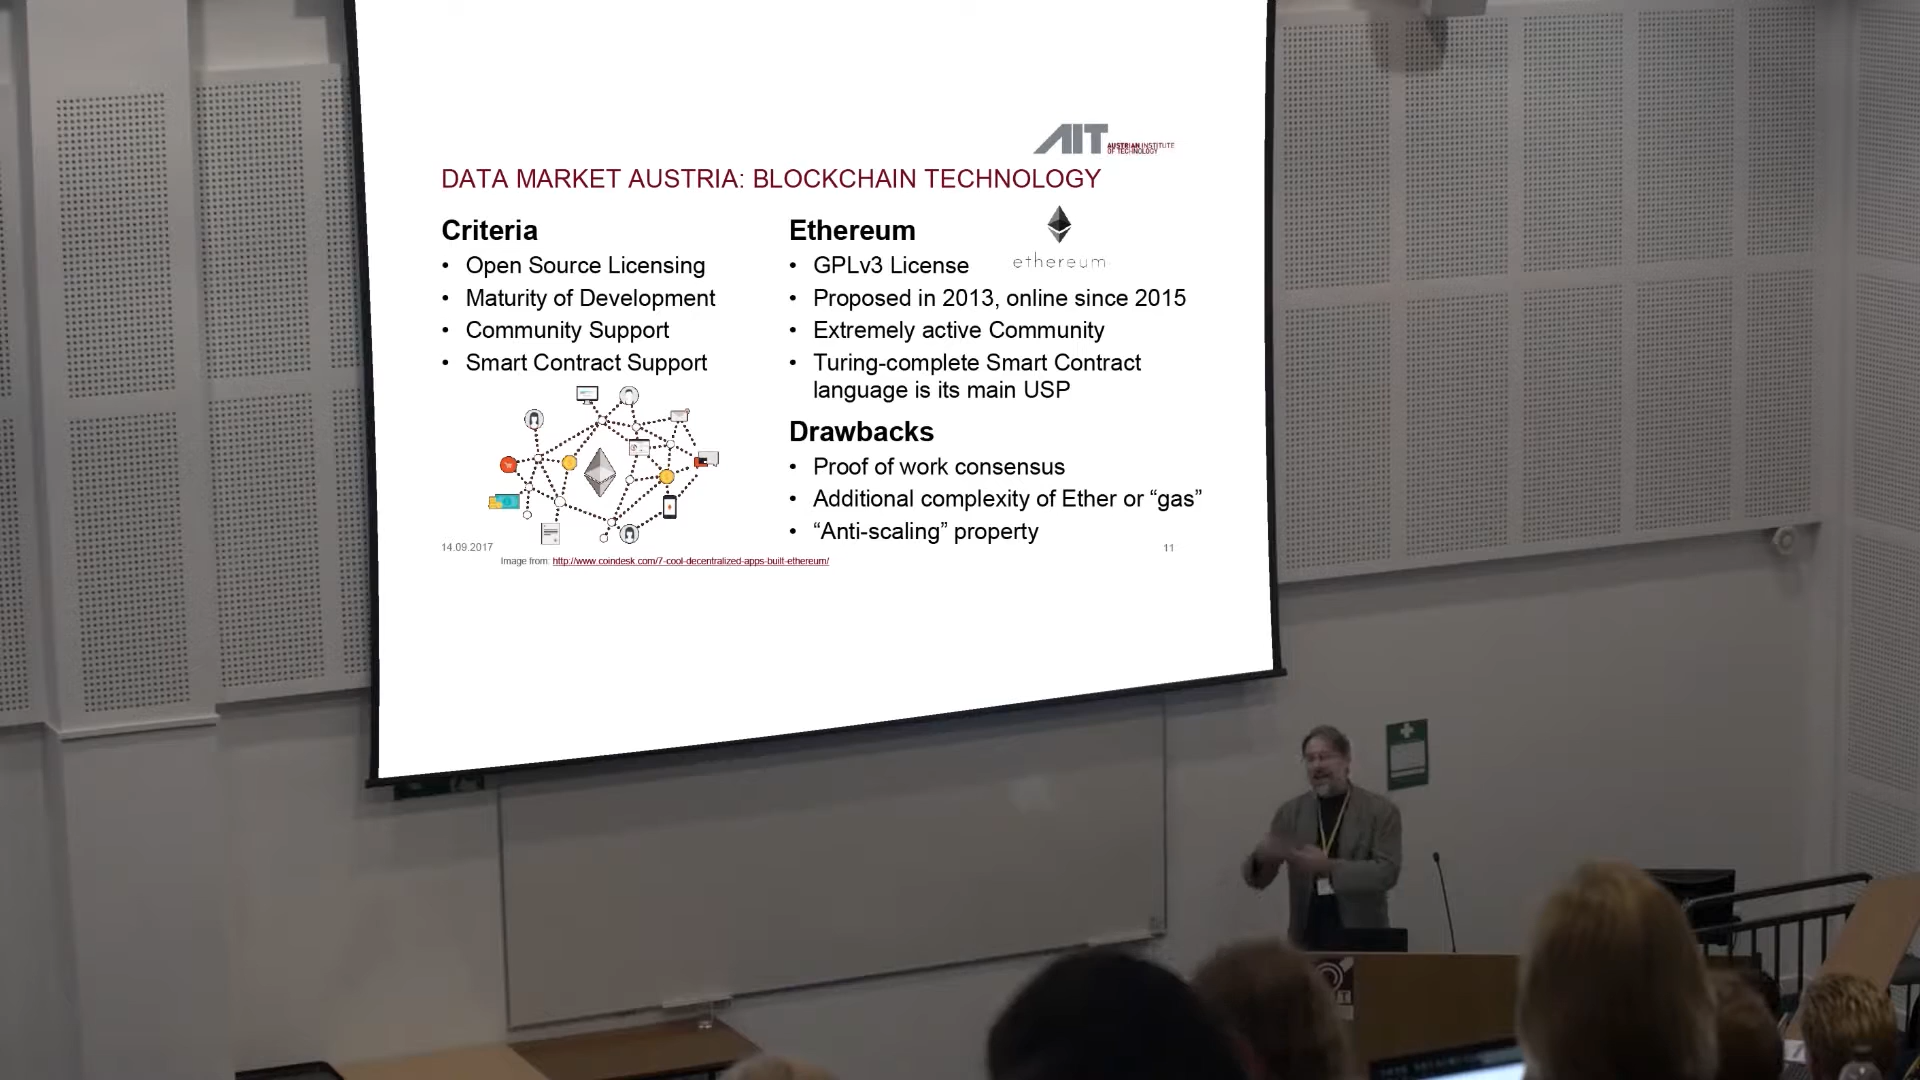 AIT AUSTRIAN INSTITUTE
OF TECHNOLOGY
DATA MARKET AUSTRIA: BLOCKCHAIN TECHNOLOGY
Criteria
• Open Source Licensing
• Maturity of Development
• Community Support
• Smart Contract Support
Ethereum
ethereum
• GPLv3 License
• Proposed in 2013, online since 2015
• Extremely active Community
• Turing-complete Smart Contract
language is its main USP
Drawbacks
• Proof of work consensus
• Additional complexity of Ether or “gas”
• “Anti-scaling” property
14.09.2017
Image from: http://www.coindesk.com/7-cool-decentralized-apps-built-ethereum/
11